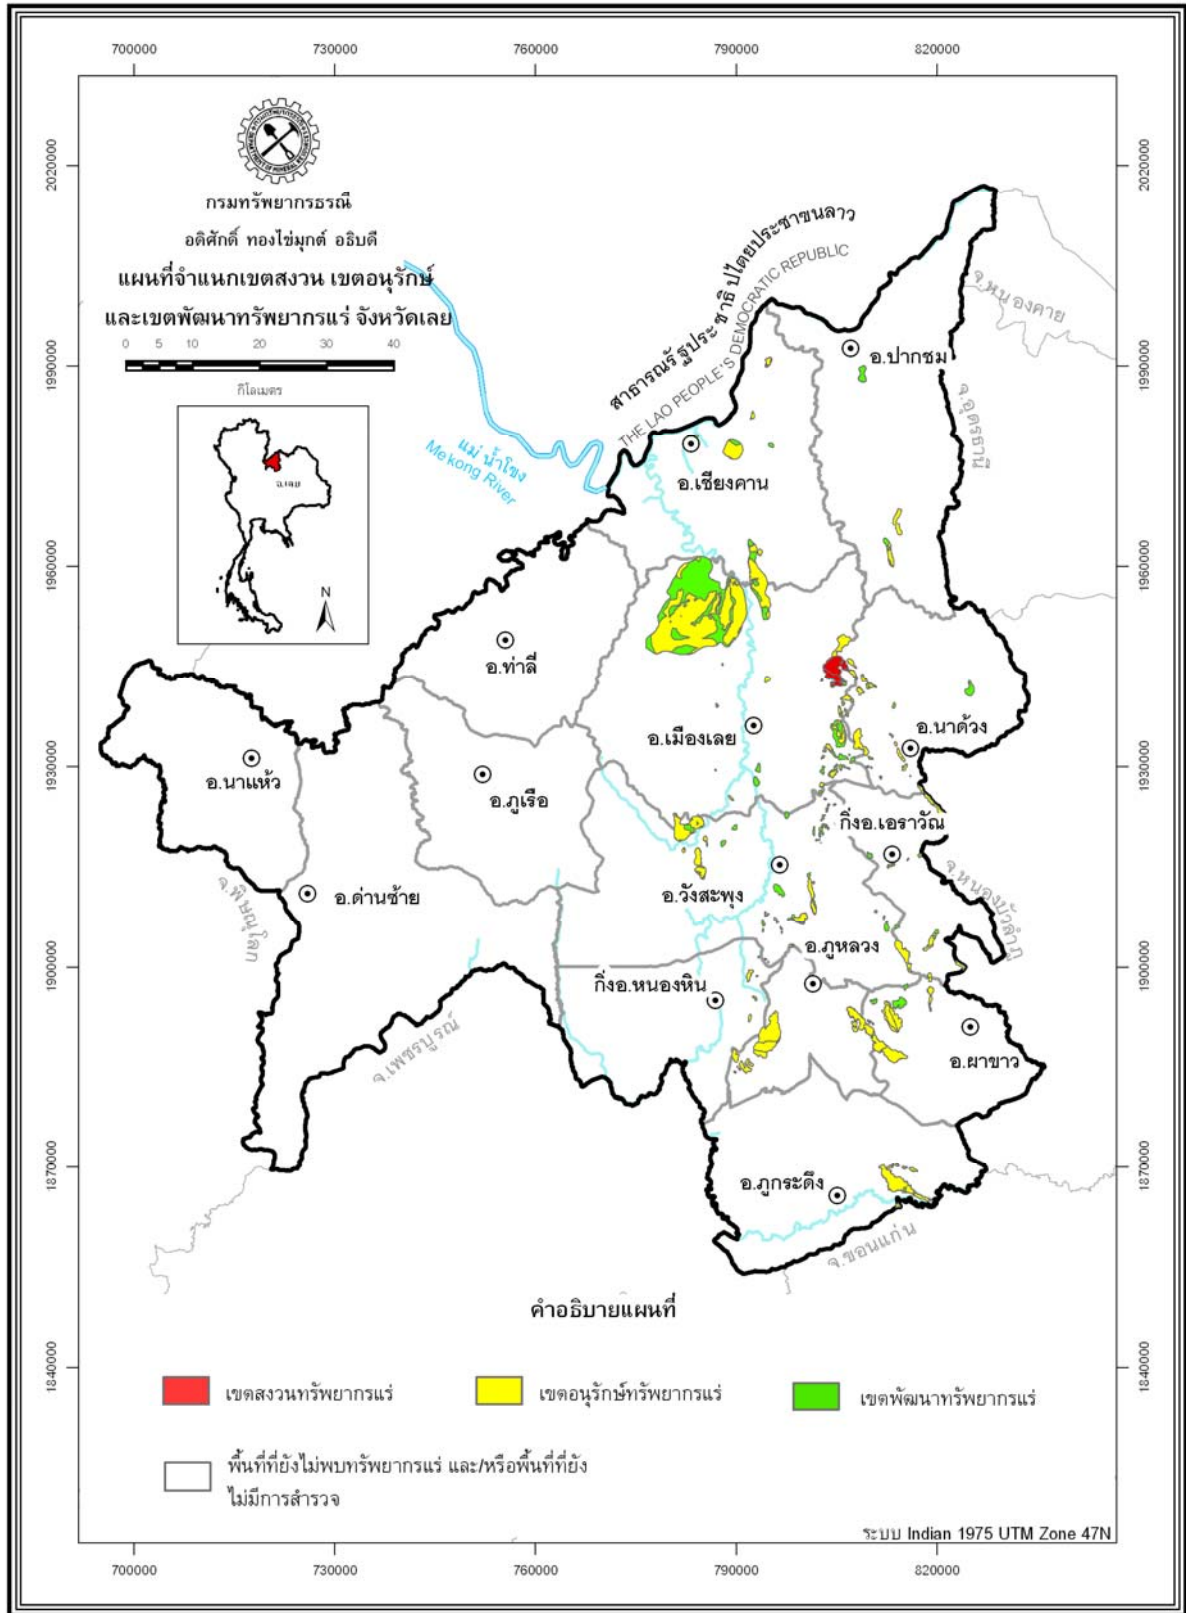 700000 730000 760000 790000 820000
2020000
1990000
1960000
1930000
1900000
1870000
1840000
DEPARTMENT OF MINERAL RESOURCES
กรมทรัพยากรธรณี
อดิศักดิ์ ทองไข่มุกต์ อธิบดี
แผนที่จำแนกเขตสงวน เขตอนุรักษ์
และเขตพัฒนาทรัพยากรแร่ จังหวัดเลย
0 5 10 20 30 40
กิโลเมตร
จ.เลย
N
แม่น้ำโขง
Mekong River
สาธารณรัฐประชาธิปไตยประชาชนลาว
THE LAO PEOPLE'S DEMOCRATIC REPUBLIC
จ.หนองคาย
อ.ปากชม
จ.อุดรธานี
อ.เชียงคาน
อ.ท่าลี่
อ.เมืองเลย
อ.นาด้วง
อ.นาแห้ว
อ.ภูเรือ
กิ่งอ.เอราวัณ
จ.หนองบัวลำภู
อ.ด่านซ้าย
จ.พิษณุโลก
อ.วังสะพุง
อ.ภูหลวง
กิ่งอ.หนองหิน
จ.เพชรบูรณ์
อ.ผาขาว
อ.ภูกระดึง
จ.ขอนแก่น
คำอธิบายแผนที่
เขตสงวนทรัพยากรแร่
เขตอนุรักษ์ทรัพยากรแร่
เขตพัฒนาทรัพยากรแร่
พื้นที่ที่ยังไม่พบทรัพยากรแร่ และ/หรือพื้นที่ที่ยัง
ไม่มีการสำรวจ
ระบบ Indian 1975 UTM Zone 47N
2020000
1990000
1960000
1930000
1900000
1870000
1840000
700000 730000 760000 790000 820000